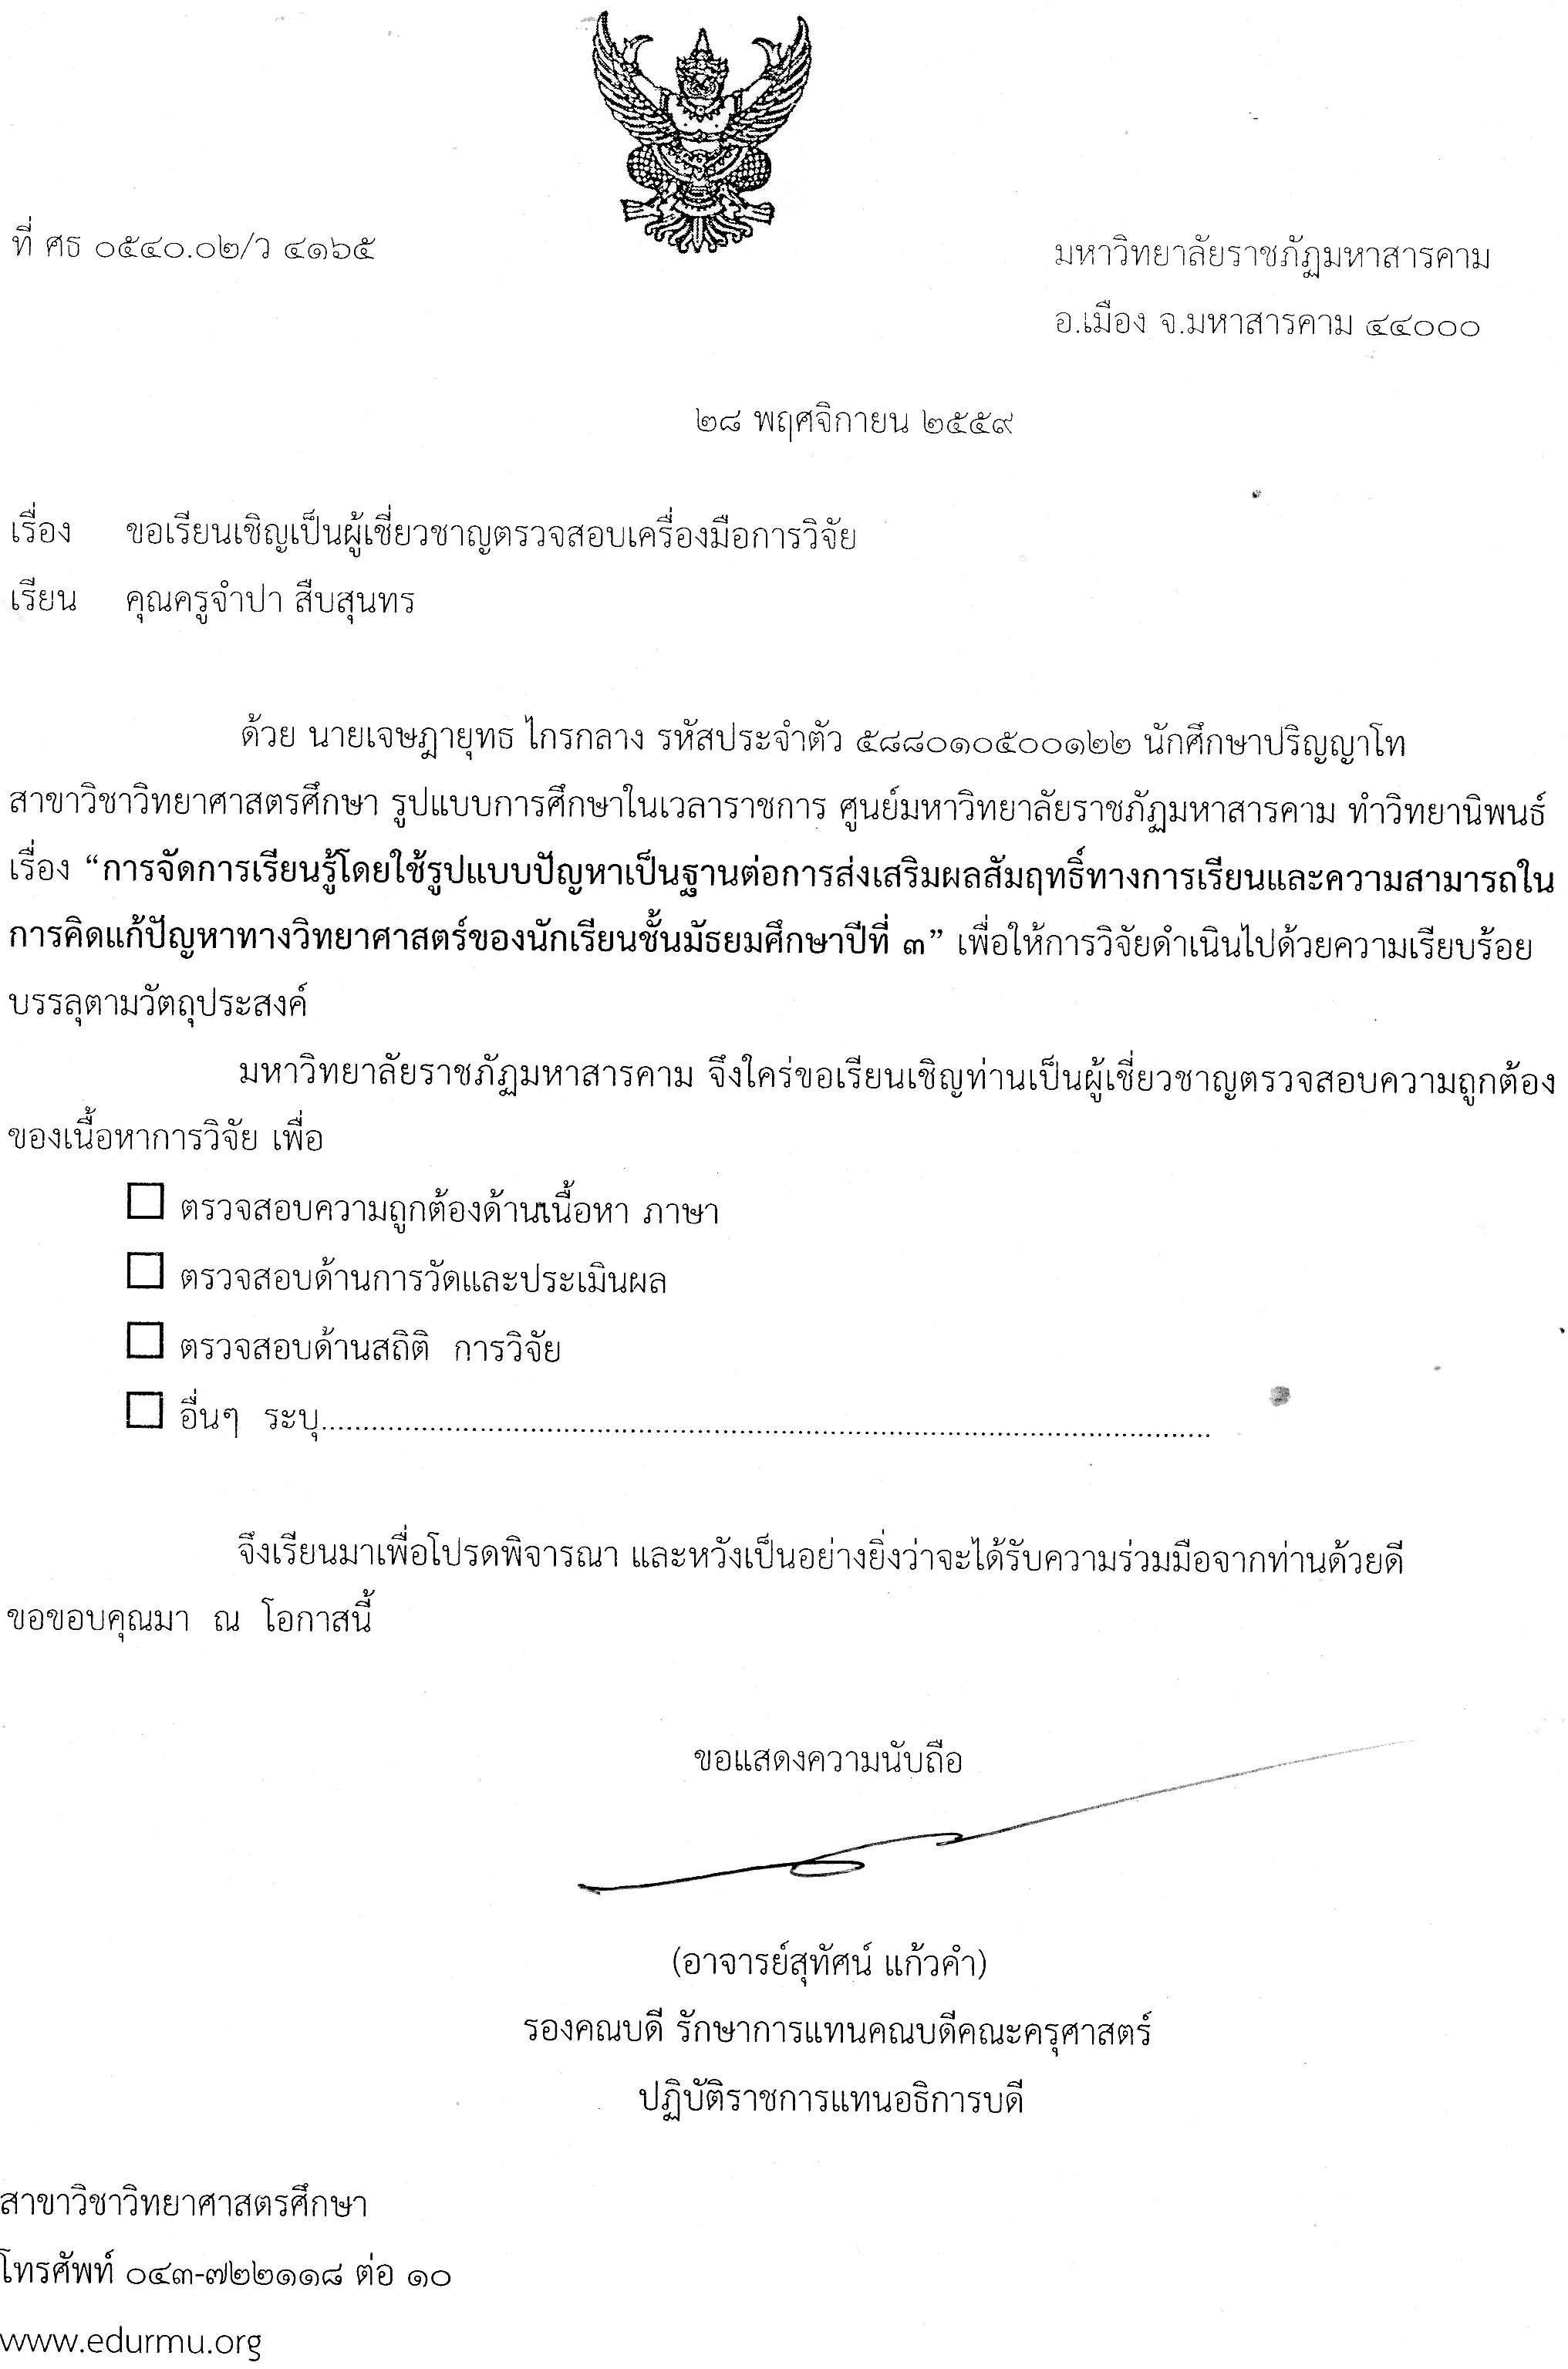 ที่ ศธ ๐๕๔๐.๐๒/ว ๔๑๖๕
มหาวิทยาลัยราชภัฏมหาสารคาม
อ.เมือง จ.มหาสารคาม ๔๔๐๐๐
๒๘ พฤศจิกายน ๒๕๕๙
เรื่อง ขอเรียนเชิญเป็นผู้เชี่ยวชาญตรวจสอบเครื่องมือการวิจัย
เรียน คุณครูจำปา สืบสุนทร
ด้วย นายเจษฎายุทธ ไกรกลาง รหัสประจำตัว ๕๘๘๐๑๐๕๐๐๑๒๒ นักศึกษาปริญญาโท
สาขาวิชาวิทยาศาสตรศึกษา รูปแบบการศึกษาในเวลาราชการ ศูนย์มหาวิทยาลัยราชภัฏมหาสารคาม ทำวิทยานิพนธ์
เรื่อง “การจัดการเรียนรู้โดยใช้รูปแบบปัญหาเป็นฐานต่อการส่งเสริมผลสัมฤทธิ์ทางการเรียนและความสามารถใน
การคิดแก้ปัญหาทางวิทยาศาสตร์ของนักเรียนชั้นมัธยมศึกษาปีที่ ๓” เพื่อให้การวิจัยดำเนินไปด้วยความเรียบร้อย
บรรลุตามวัตถุประสงค์
มหาวิทยาลัยราชภัฏมหาสารคาม จึงใคร่ขอเรียนเชิญท่านเป็นผู้เชี่ยวชาญตรวจสอบความถูกต้อง
ของเนื้อหาการวิจัย เพื่อ
ตรวจสอบความถูกต้องด้านเนื้อหา ภาษา
ตรวจสอบด้านการวัดและประเมินผล
ตรวจสอบด้านสถิติ การวิจัย
อื่นๆ ระบุ..........................................................................................................
จึงเรียนมาเพื่อโปรดพิจารณา และหวังเป็นอย่างยิ่งว่าจะได้รับความร่วมมือจากท่านด้วยดี
ขอขอบคุณมา ณ โอกาสนี้
ขอแสดงความนับถือ
(อาจารย์สุทัศน์ แก้วคำ)
รองคณบดี รักษาการแทนคณบดีคณะครุศาสตร์
ปฏิบัติราชการแทนอธิการบดี
สาขาวิชาวิทยาศาสตรศึกษา
โทรศัพท์ ๐๔๓-๗๒๒๑๑๘ ต่อ ๑๐
www.edurmu.org